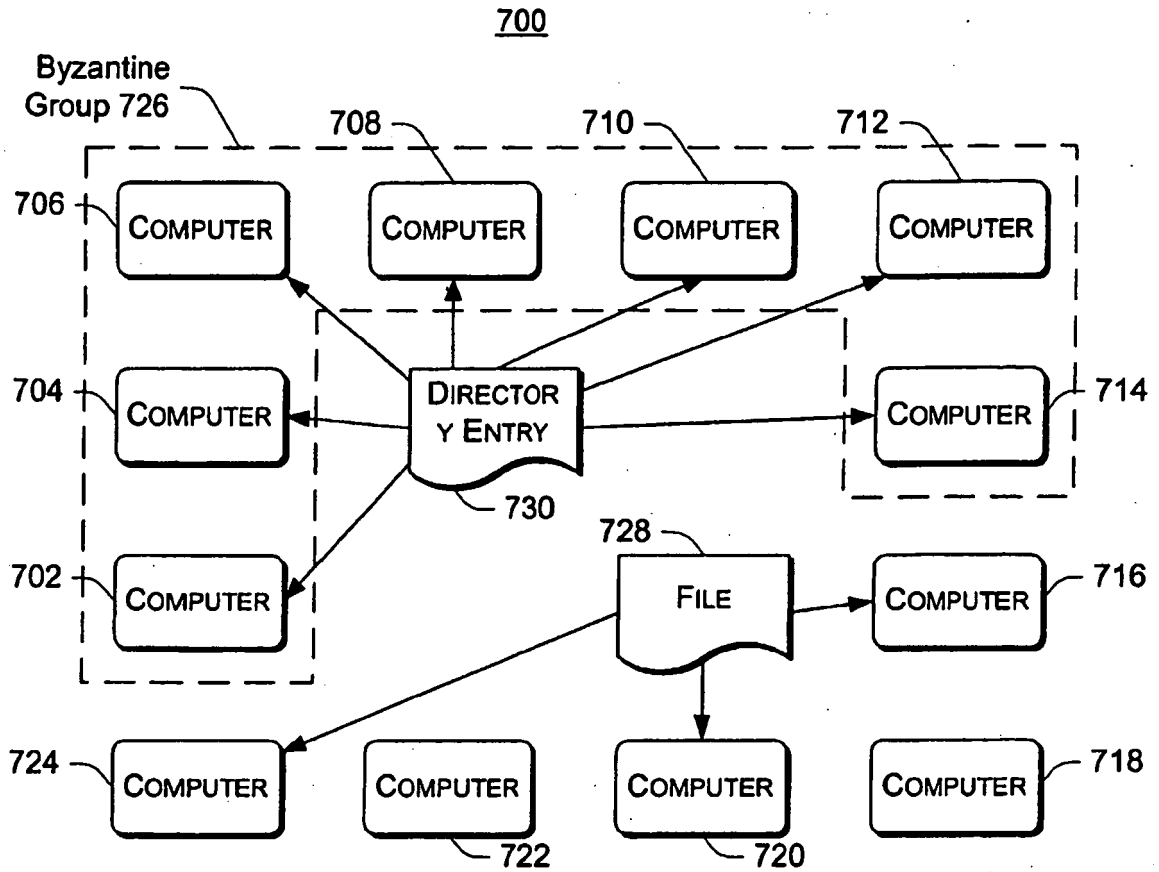 700
Byzantine
Group 726
708
710
712
706
COMPUTER
COMPUTER
COMPUTER
COMPUTER
704
COMPUTER
DIRECTOR
Y ENTRY
COMPUTER
714
730
728
702
COMPUTER
FILE
COMPUTER
716
724
COMPUTER
COMPUTER
COMPUTER
COMPUTER
718
722
720